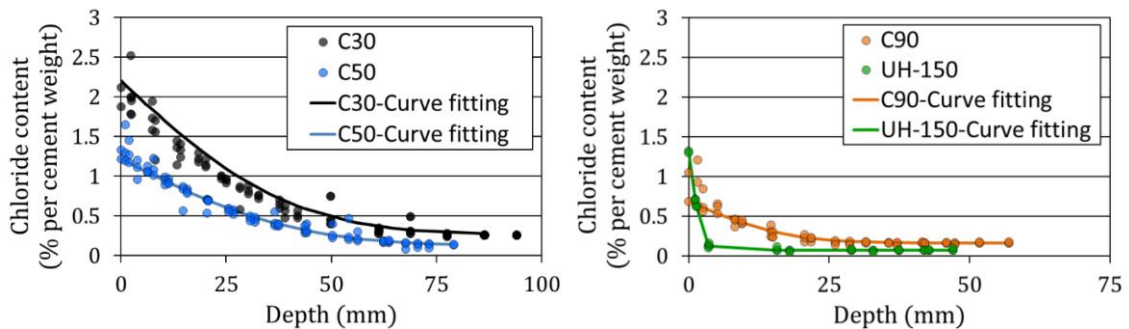 Chloride content
(% per cement weight)
3
2.5
2
1.5
1
0.5
0
C30
C50
C30-Curve fitting
C50-Curve fitting
0
25
50
75
100
Depth (mm)
Chloride content
(% per cement weight)
3
2.5
2
1.5
1
0.5
0
C90
UH-150
C90-Curve fitting
UH-150-Curve fitting
0
25
50
75
Depth (mm)